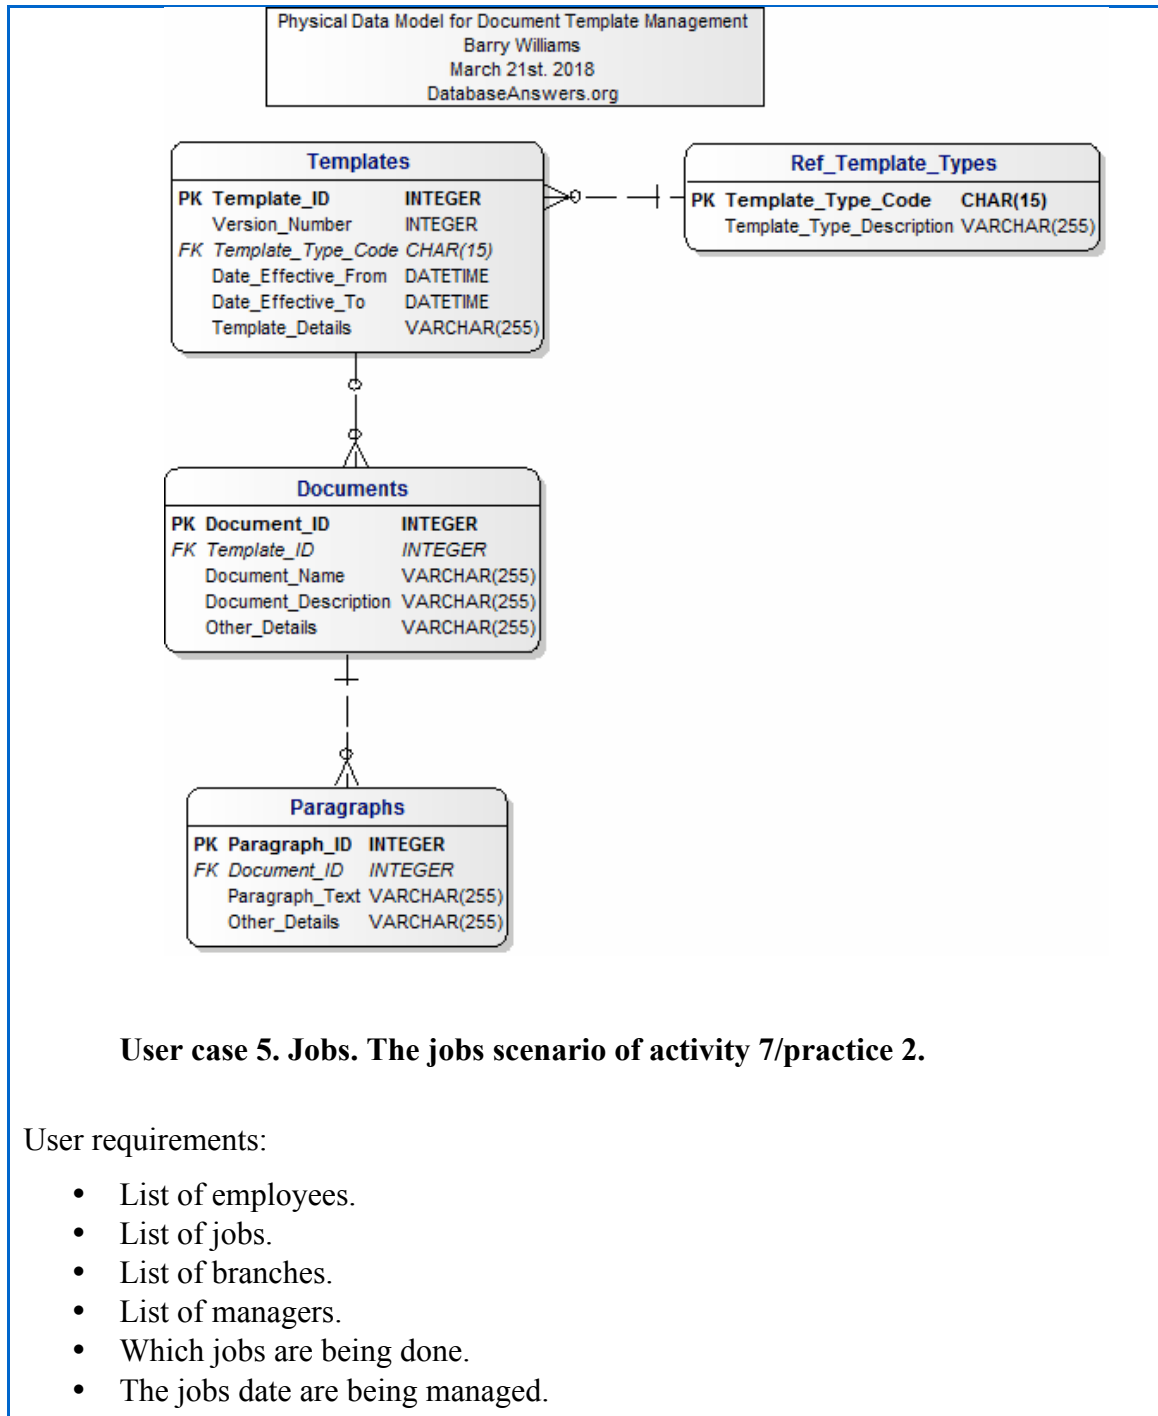 Physical Data Model for Document Template Management
Barry Williams
March 21st. 2018
DatabaseAnswers.org
Templates
PK Template_ID INTEGER
Version_Number INTEGER
FK Template_Type_Code CHAR(15)
Date_Effective_From DATETIME
Date_Effective_To DATETIME
Template_Details VARCHAR(255)
Ref_Template_Types
PK Template_Type_Code CHAR(15)
Template_Type_Description VARCHAR(255)
Documents
PK Document_ID INTEGER
FK Template_ID INTEGER
Document_Name VARCHAR(255)
Document_Description VARCHAR(255)
Other_Details VARCHAR(255)
Paragraphs
PK Paragraph_ID INTEGER
FK Document_ID INTEGER
Paragraph_Text VARCHAR(255)
Other_Details VARCHAR(255)
User case 5. Jobs. The jobs scenario of activity 7/practice 2.
User requirements:
• List of employees.
• List of jobs.
• List of branches.
• List of managers.
• Which jobs are being done.
• The jobs date are being managed.